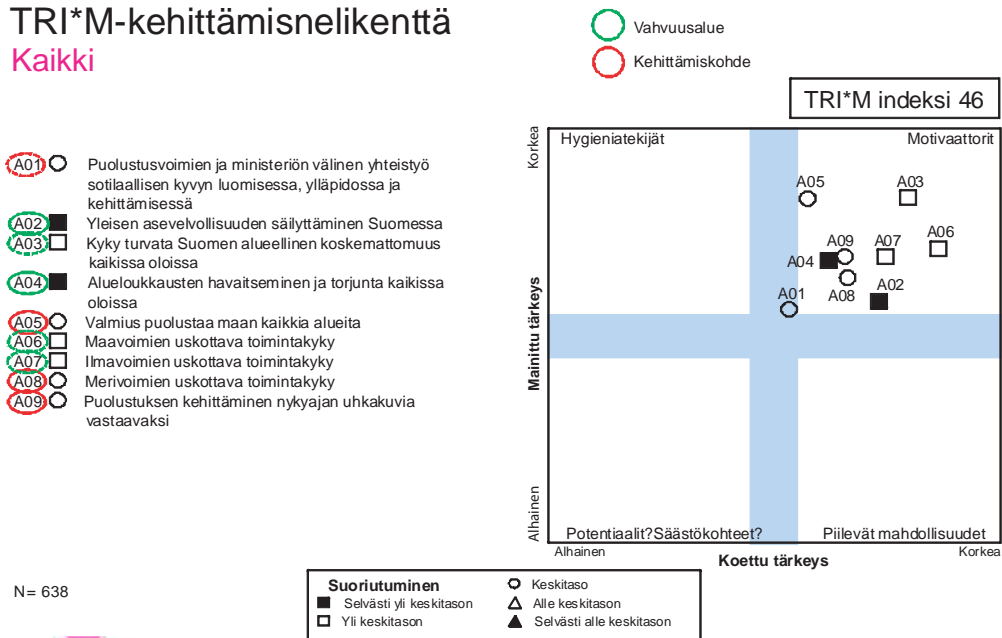 TRI*M-kehittämisnelikenttä
Kaikki
Vahvuusalue
Kehittämiskohde
TRI*M indeksi 46
A01 Puolustusvoimien ja ministeriön välinen yhteistyö
sotilaallisen kyvyn luomisessa, ylläpidossa ja
kehittämisessä
A02 Yleisen asevelvollisuuden säilyttäminen Suomessa
A03 Kyky turvata Suomen alueellinen koskemattomuus
kaikissa oloissa
A04 Alueloukkausten havaitseminen ja torjunta kaikissa
oloissa
A05 Valmius puolustaa maan kaikkia alueita
A06 Maavoimien uskottava toimintakyky
A07 Ilmavoimien uskottava toimintakyky
A08 Merivoimien uskottava toimintakyky
A09 Puolustuksen kehittäminen nykyajan uhkakuvia
vastaavaksi
Korkea
Mainittu tärkeys
Alhainen
Hygieniatekijät
Motivaattorit
A05
A03
A09
A07
A06
A04
A01
A08
A02
Potentiaalit?Säästökohteet?
Piilevät mahdollisuudet
Alhainen
Koettu tärkeys
Korkea
N= 638
Suoriutuminen
Selvästi yli keskitason
Yli keskitason
Keskitaso
Alle keskitason
Selvästi alle keskitason